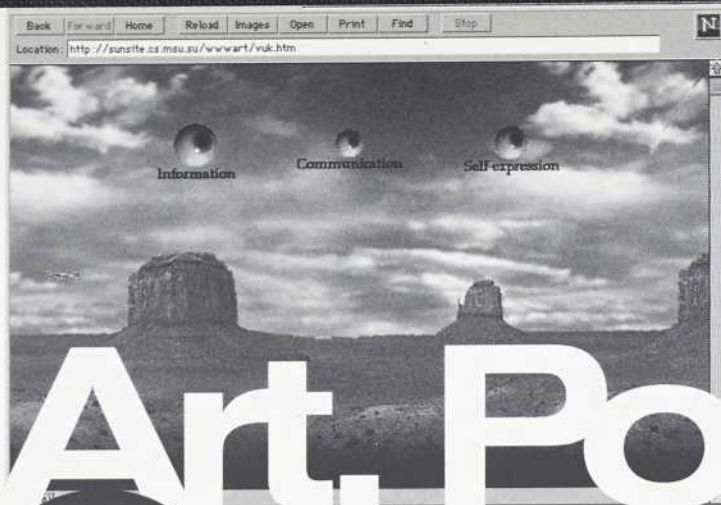 Back Forward Home Reload Images Open Print Find Stop
N
Location: http://sunsite.cs.msu.su/wwwart/vuk.htm
Information Communication Self-expression
Art. Po